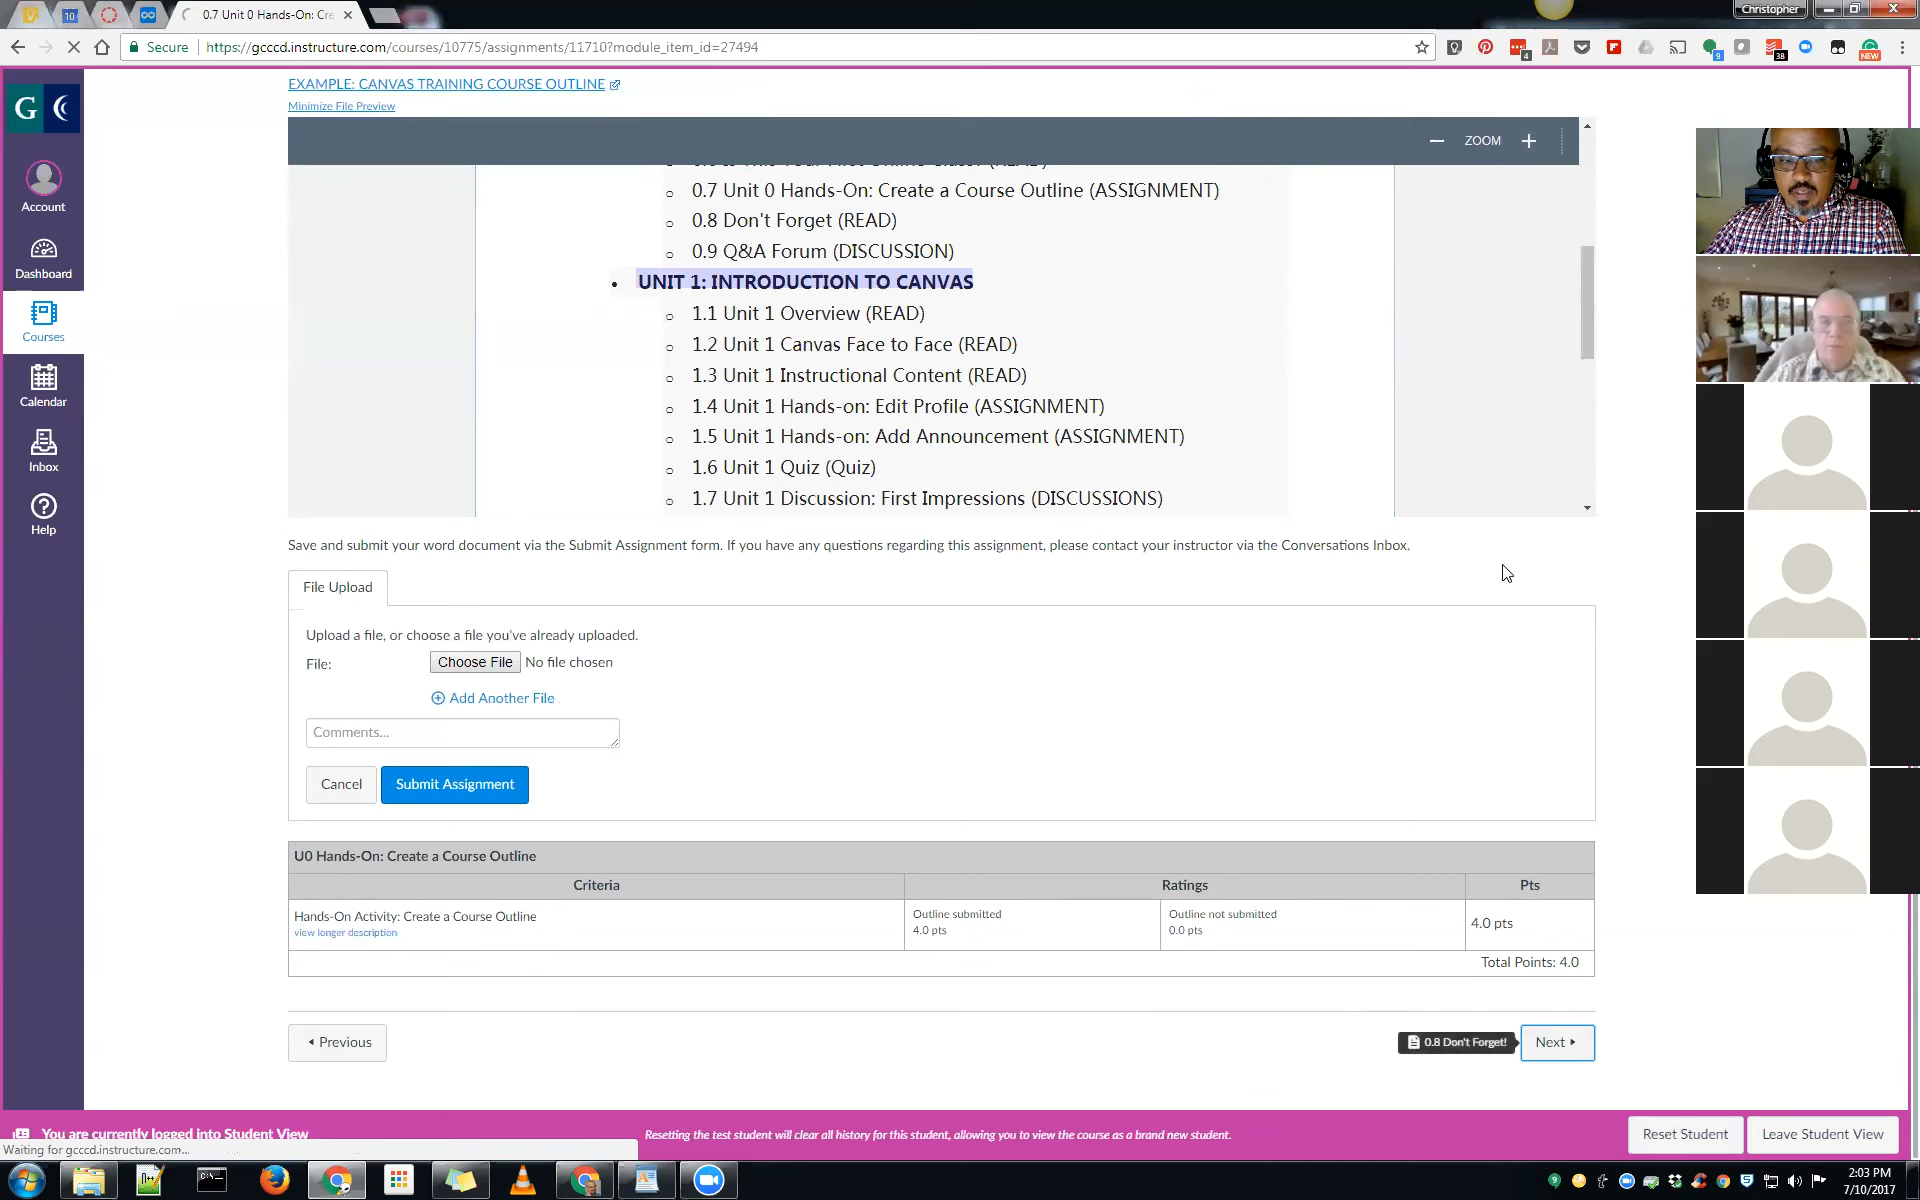 0.7 Unit 0 Hands-On: Cre
Christopher
Secure
https://gcccd.instructure.com/courses/10775/assignments/11710?module_item_id=27494
EXAMPLE: CANVAS TRAINING COURSE OUTLINE
Minimize File Preview
ZOOM
0.7 Unit 0 Hands-On: Create a Course Outline (ASSIGNMENT)
0.8 Don't Forget (READ)
0.9 Q&A Forum (DISCUSSION)
UNIT 1: INTRODUCTION TO CANVAS
1.1 Unit 1 Overview (READ)
1.2 Unit 1 Canvas Face to Face (READ)
1.3 Unit 1 Instructional Content (READ)
1.4 Unit 1 Hands-on: Edit Profile (ASSIGNMENT)
1.5 Unit 1 Hands-on: Add Announcement (ASSIGNMENT)
1.6 Unit 1 Quiz (Quiz)
1.7 Unit 1 Discussion: First Impressions (DISCUSSIONS)
Account
Dashboard
Courses
Calendar
Inbox
Help
Save and submit your word document via the Submit Assignment form. If you have any questions regarding this assignment, please contact your instructor via the Conversations Inbox.
File Upload
Upload a file, or choose a file you've already uploaded.
File: Choose File No file chosen
Add Another File
Comments...
Cancel Submit Assignment
U0 Hands-On: Create a Course Outline
Criteria Ratings Pts
Hands-On Activity: Create a Course Outline
view longer description
Outline submitted
4.0 pts
Outline not submitted
0.0 pts
4.0 pts
Total Points: 4.0
Previous
0.8 Don't Forget!
Next
You are currently logged into Student View
Resetting the test student will clear all history for this student, allowing you to view the course as a brand new student.
Reset Student
Leave Student View
Waiting for gcccd.instructure.com...
2:03 PM
7/10/2017